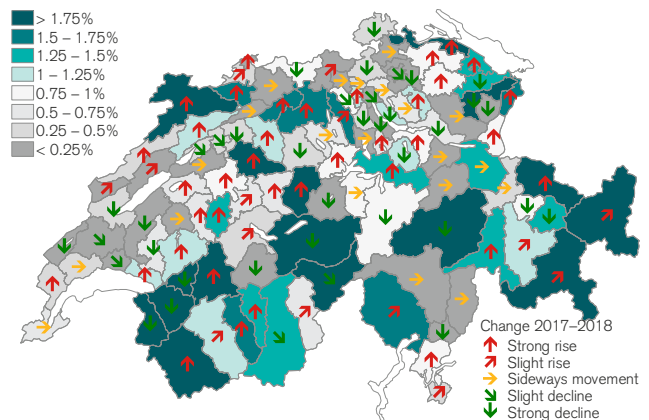 > 1.75%
1.5 – 1.75%
1.25 – 1.5%
1 – 1.25%
0.75 – 1%
0.5 – 0.75%
0.25 – 0.5%
< 0.25%
Change 2017–2018
Strong rise
Slight rise
Sideways movement
Slight decline
Strong decline